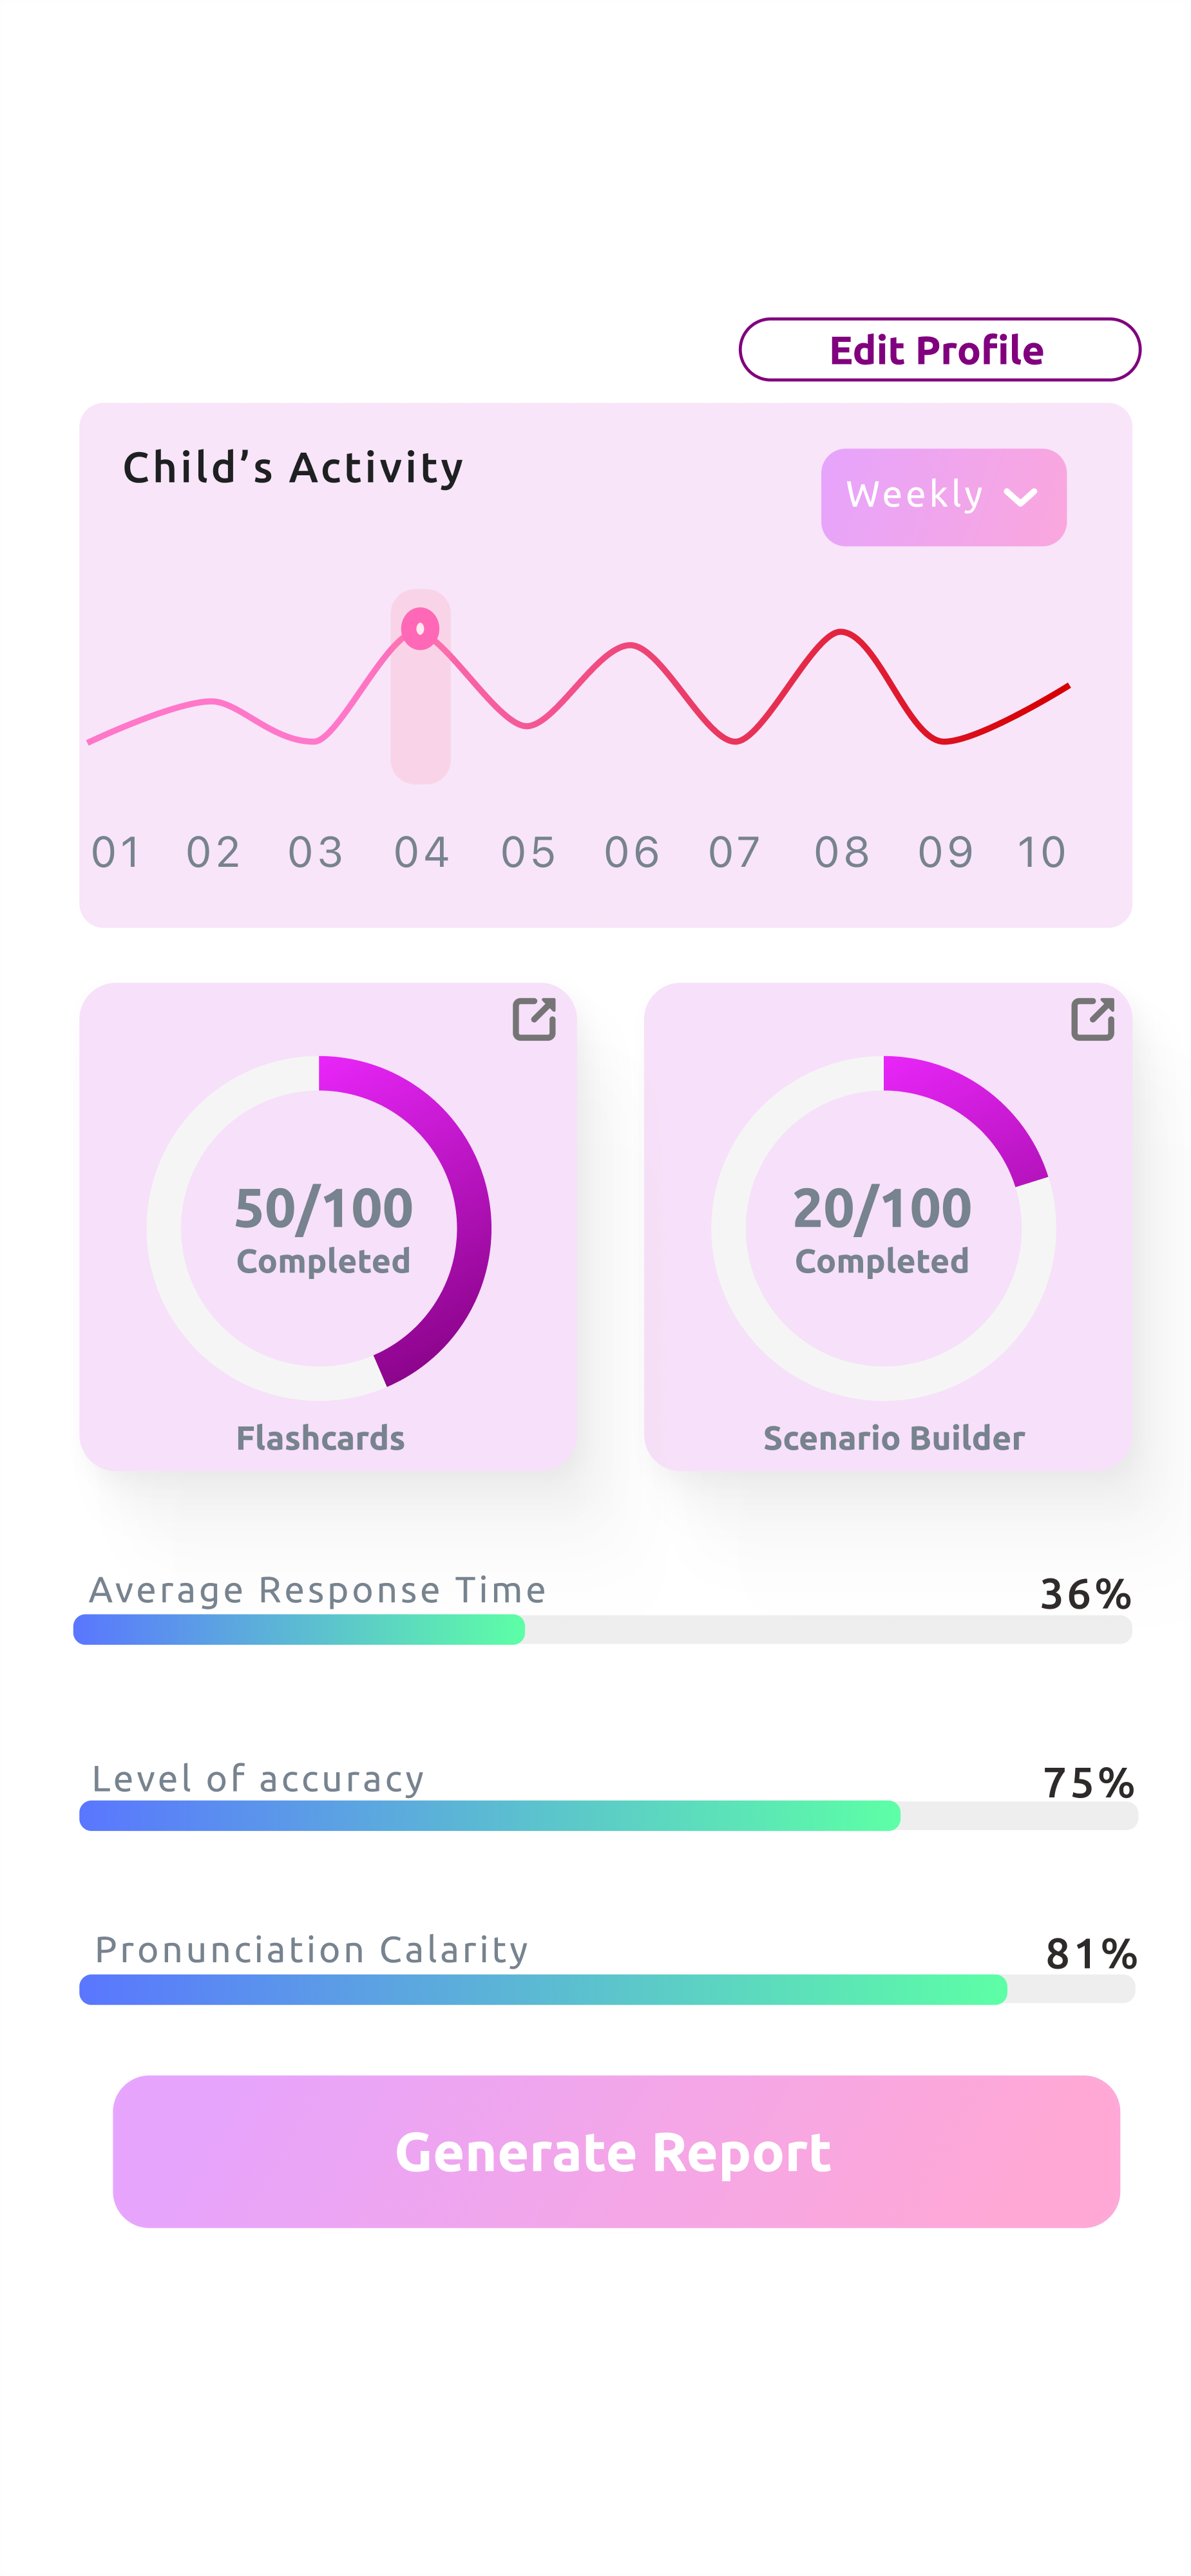 Edit Profile
Child’s Activity
Weekly
01 02 03 04 05 06 07 08 09 10
50/100
Completed
Flashcards
20/100
Completed
Scenario Builder
Average Response Time 36%
Level of accuracy 75%
Pronunciation Calarity 81%
Generate Report